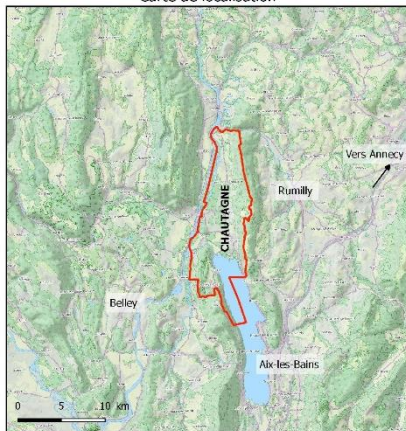 Carte de localisation
Vers Annecy
Rumilly
CHAUTAGNE
Belley
Aix-les-Bains
0 5 10 km